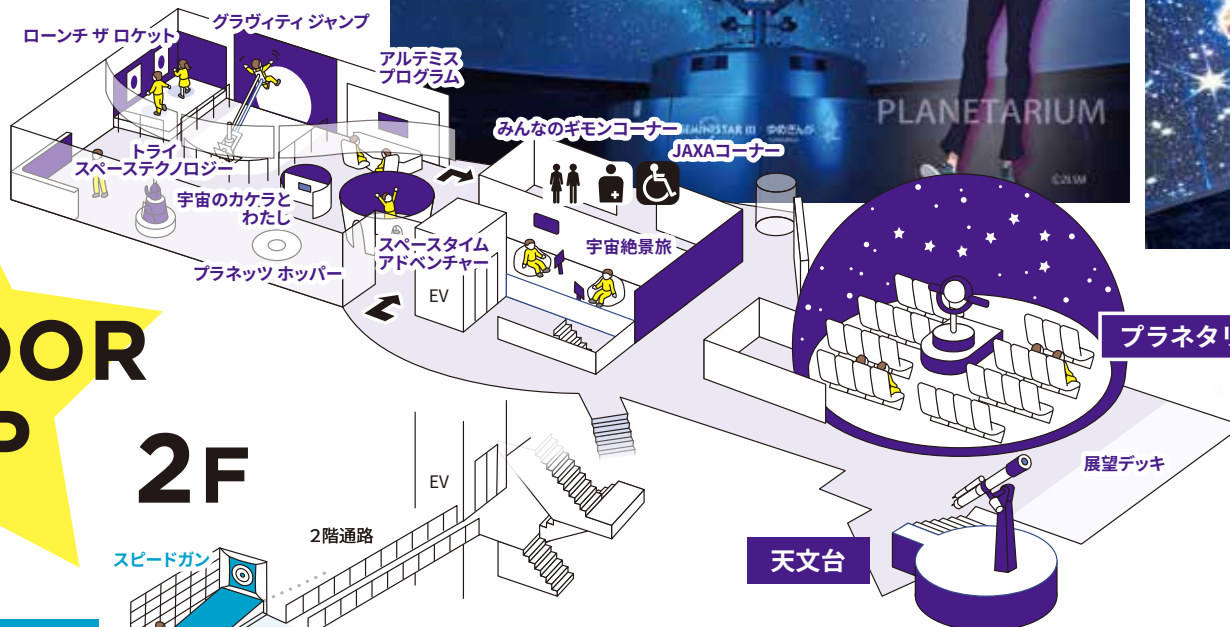 ローンチ ザ ロケット
グラヴィティ ジャンプ
アルテミス
プログラム
みんなのギモンコーナー
JAXAコーナー
PLANETARIUM
©2LSM
トライ
スペーステクノロジー
宇宙のカケラと
わたし
プラネッツ ホッパー
スペースタイム
アドベンチャー
宇宙絶景旅
EV
OOR
P
2F
プラネタリ
展望デッキ
天文台
EV
2階通路
スピードガン